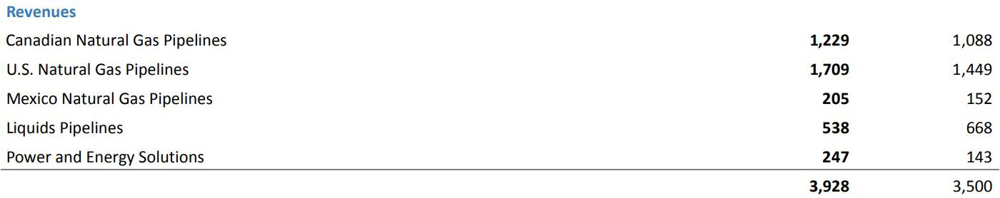 Revenues
Canadian Natural Gas Pipelines 1,229 1,088
U.S. Natural Gas Pipelines 1,709 1,449
Mexico Natural Gas Pipelines 205 152
Liquids Pipelines 538 668
Power and Energy Solutions 247 143
3,928 3,500